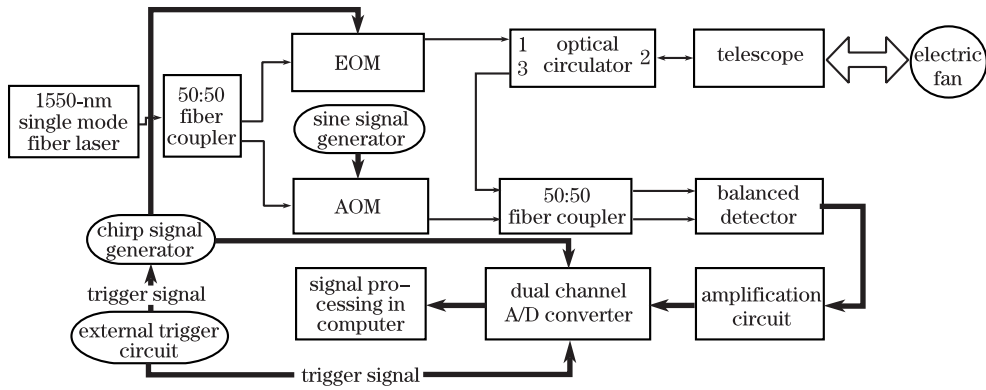 EOM
1
3
optical
circulator
2
telescope
electric
fan
1550-nm
single mode
fiber laser
50:50
fiber
coupler
sine signal
generator
AOM
50:50
fiber coupler
balanced
detector
chirp signal
generator
trigger signal
external trigger
circuit
signal pro-
cessing in
computer
dual channel
A/D converter
amplification
circuit
trigger signal